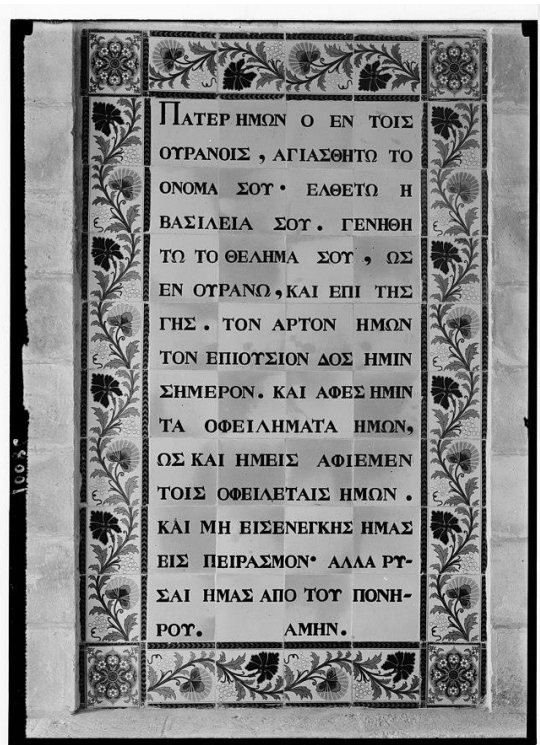 ΠΑΤΕΡ ΗΜΩΝ Ο ΕΝ ΤΟΙΣ
ΟΥΡΑΝΟΙΣ , ΑΓΙΑΣΘΗΤΩ ΤΟ
ΟΝΟΜΑ ΣΟΥ· ΕΛΘΕΤΩ Η
ΒΑΣΙΛΕΙΑ ΣΟΥ. ΓΕΝΗΘΗ
ΤΩ ΤΟ ΘΕΛΗΜΑ ΣΟΥ , ΩΣ
ΕΝ ΟΥΡΑΝΩ, ΚΑΙ ΕΠΙ ΤΗΣ
ΓΗΣ . ΤΟΝ ΑΡΤΟΝ ΗΜΩΝ
ΤΟΝ ΕΠΙΟΥΣΙΟΝ ΔΟΣ ΗΜΙΝ
ΣΗΜΕΡΟΝ. ΚΑΙ ΑΦΕΣ ΗΜΙΝ
ΤΑ ΟΦΕΙΛΗΜΑΤΑ ΗΜΩΝ,
ΩΣ ΚΑΙ ΗΜΕΙΣ ΑΦΙΕΜΕΝ
ΤΟΙΣ ΟΦΕΙΛΕΤΑΙΣ ΗΜΩΝ .
ΚΑΙ ΜΗ ΕΙΣΕΝΕΓΚΗΣ ΗΜΑΣ
ΕΙΣ ΠΕΙΡΑΣΜΟΝ· ΑΛΛΑ ΡΥ-
ΣΑΙ ΗΜΑΣ ΑΠΟ ΤΟΥ ΠΟΝΗ-
ΡΟΥ. ΑΜΗΝ.